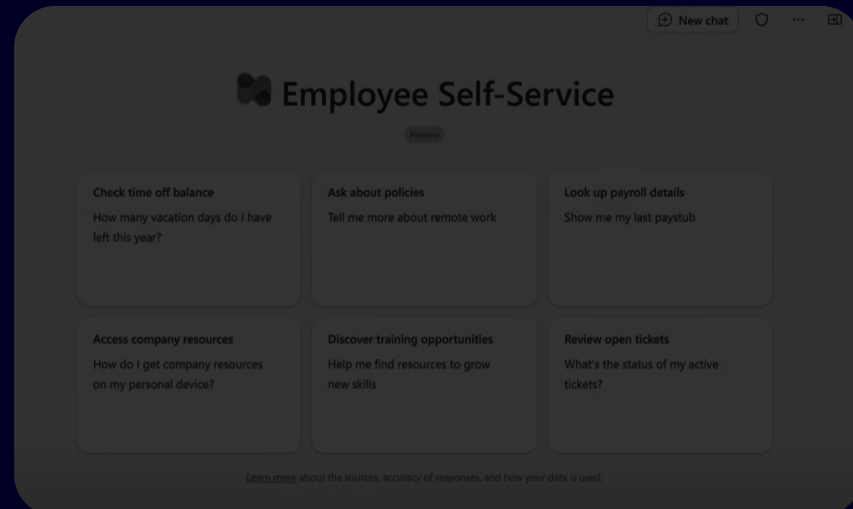 New chat
Employee Self-Service
Preview
Check time off balance
How many vacation days do I have
left this year?
Ask about policies
Tell me more about remote work
Look up payroll details
Show me my last paystub
Access company resources
How do I get company resources
on my personal device?
Discover training opportunities
Help me find resources to grow
new skills
Review open tickets
What's the status of my active
tickets?
Learn more about the sources, accuracy of responses, and how your data is used.